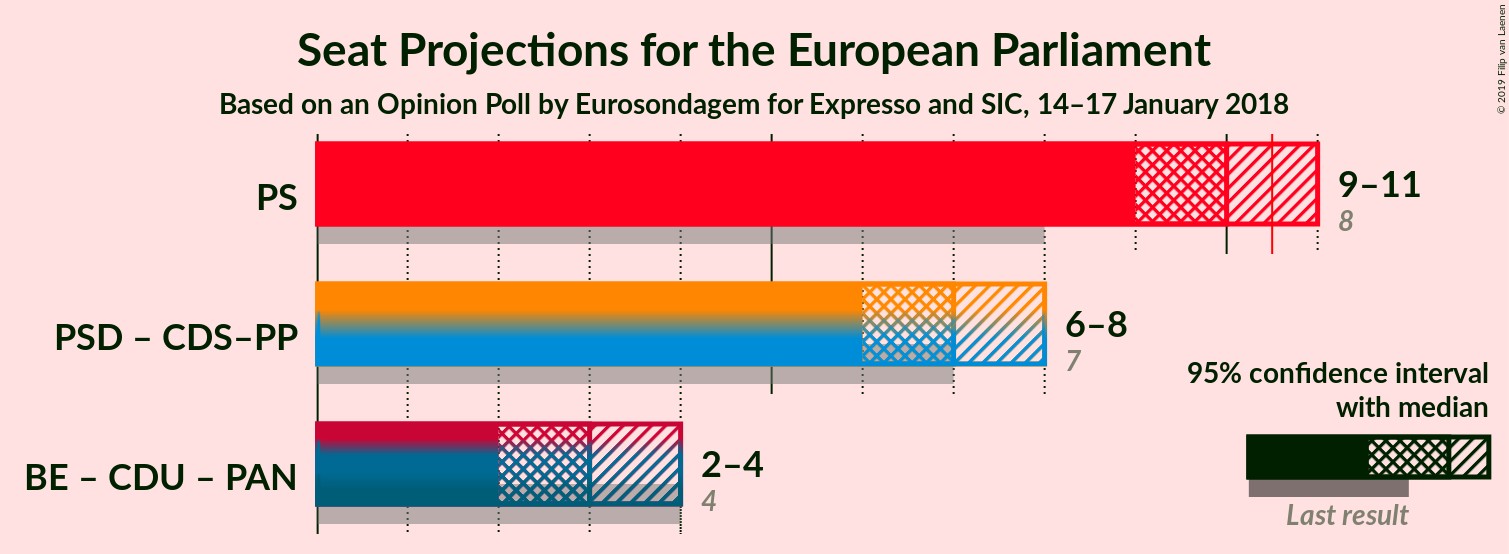 Seat Projections for the European Parliament
Based on an Opinion Poll by Eurosondagem for Expresso and SIC, 14–17 January 2018
© 2019 Filip van Laenen
PS
9–11
8
PSD – CDS–PP
6–8
7
BE – CDU – PAN
2–4
4
95% confidence interval
with median
Last result